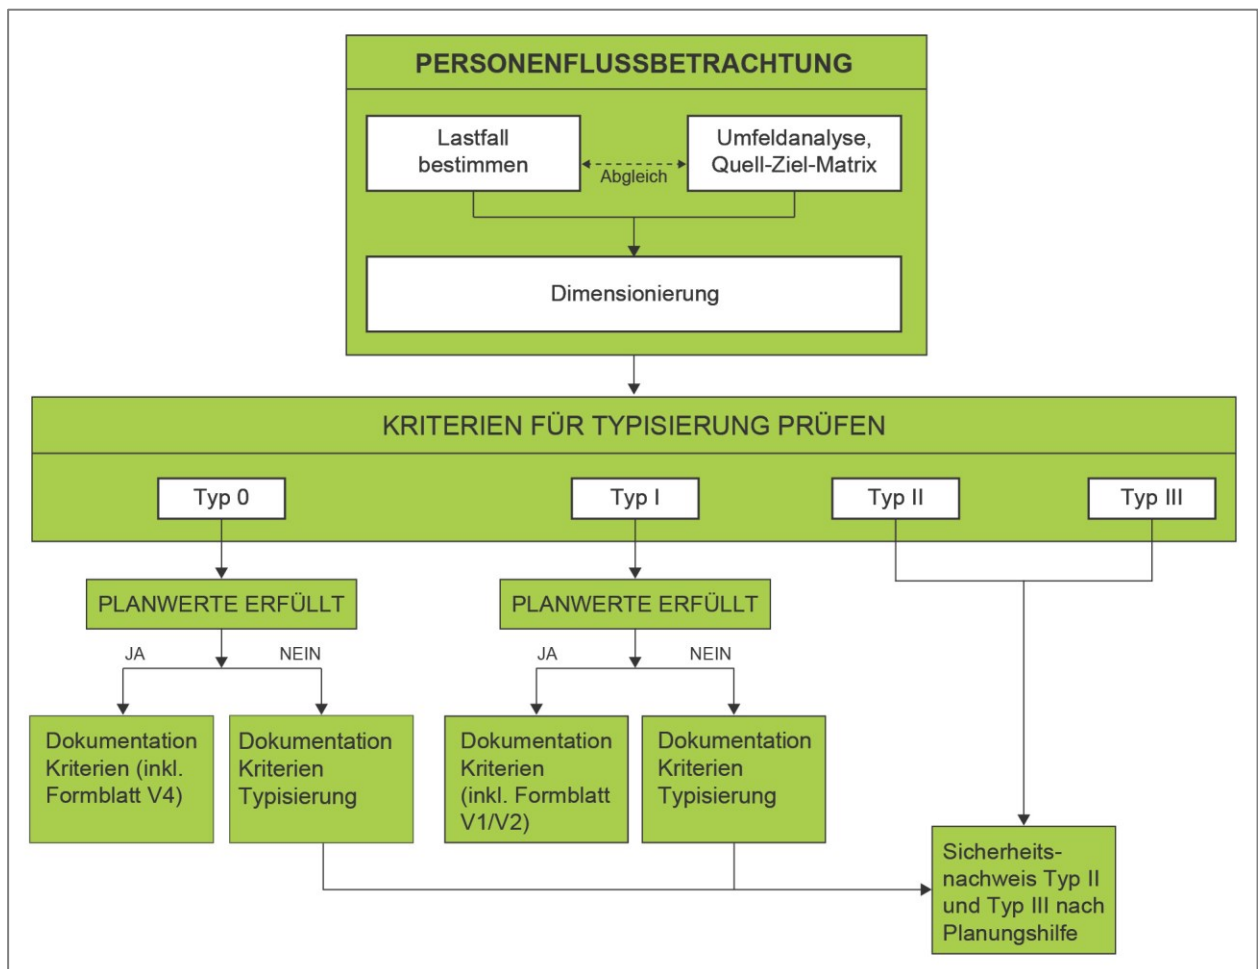 PERSONENFLUSSBETRACHTUNG
Lastfall
bestimmen
Abgleich
Umfeldanalyse,
Quell-Ziel-Matrix
Dimensionierung
KRITERIEN FÜR TYPISIERUNG PRÜFEN
Typ 0
Typ I
Typ II
Typ III
PLANWERTE ERFÜLLT
PLANWERTE ERFÜLLT
JA
NEIN
JA
NEIN
Dokumentation
Kriterien (inkl.
Formblatt V4)
Dokumentation
Kriterien
Typisierung
Dokumentation
Kriterien
(inkl. Formblatt
V1/V2)
Dokumentation
Kriterien
Typisierung
Sicherheits-
nachweis Typ II
und Typ III nach
Planungshilfe